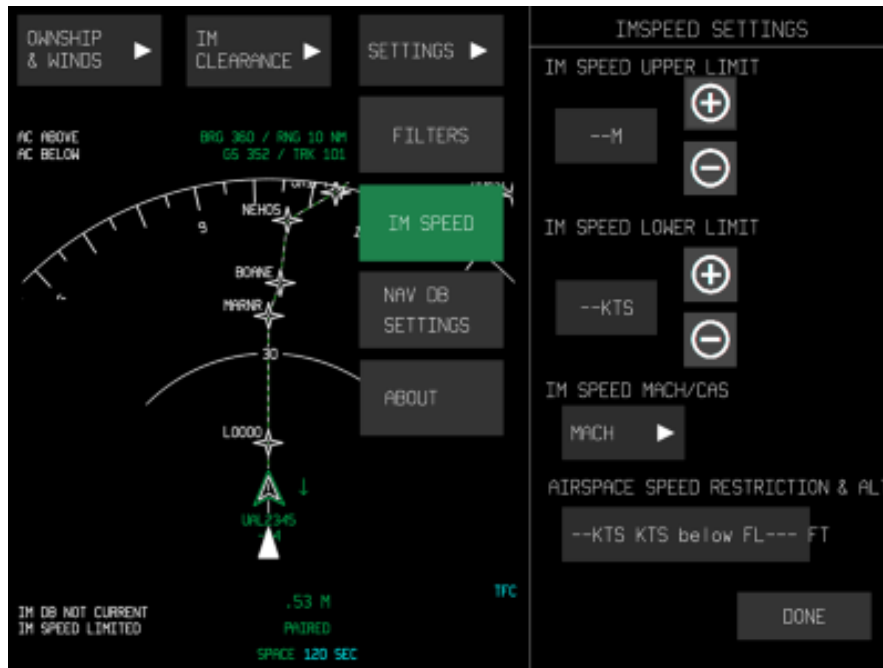 OWNSHIP
& WINDS
IM
CLEARANCE
SETTINGS
FILTERS
IM SPEED
NAV DB
SETTINGS
ABOUT
AC ABOVE
AC BELOW
BRG 360 / RNG 10 NM
GS 352 / TRK 101
9
NEHOS
BOANE
MARNR
30
LOOOO
UAL2345
IM DB NOT CURRENT
IM SPEED LIMITED
.53 M
PAIRED
SPACE 120 SEC
TFC
IMSPEED SETTINGS
IM SPEED UPPER LIMIT
--M
IM SPEED LOWER LIMIT
--KTS
IM SPEED MACH/CAS
MACH
AIRSPACE SPEED RESTRICTION & AL
--KTS KTS below FL--- FT
DONE